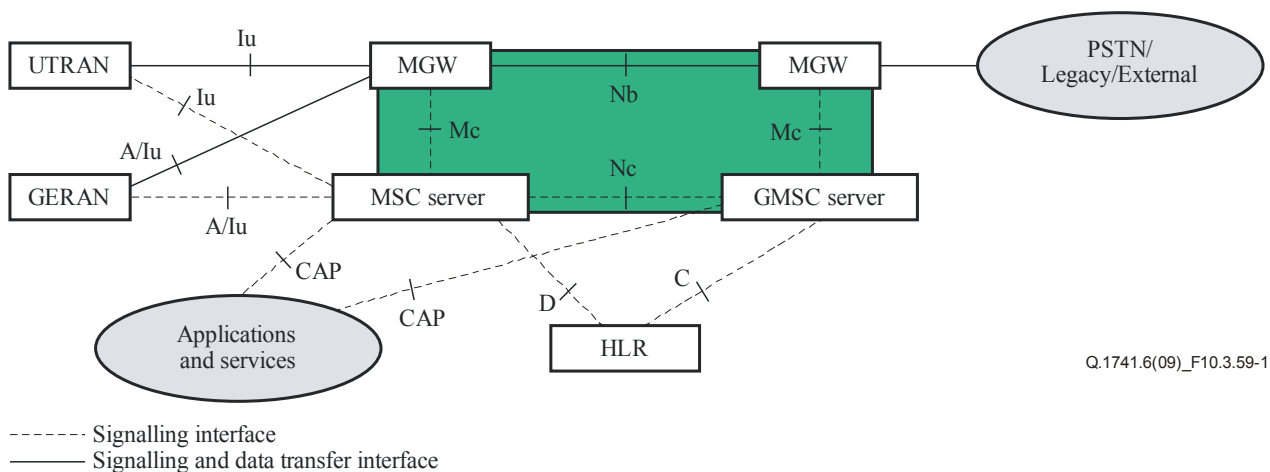 Iu
UTRAN
MGW
MGW
PSTN/
Legacy/External
Iu
Nb
Mc
Mc
A/Iu
Nc
GERAN
MSC server
GMSC server
A/Iu
CAP
CAP
D
C
Applications
and services
HLR
Q.1741.6(09)_F10.3.59-1
Signalling interface
Signalling and data transfer interface